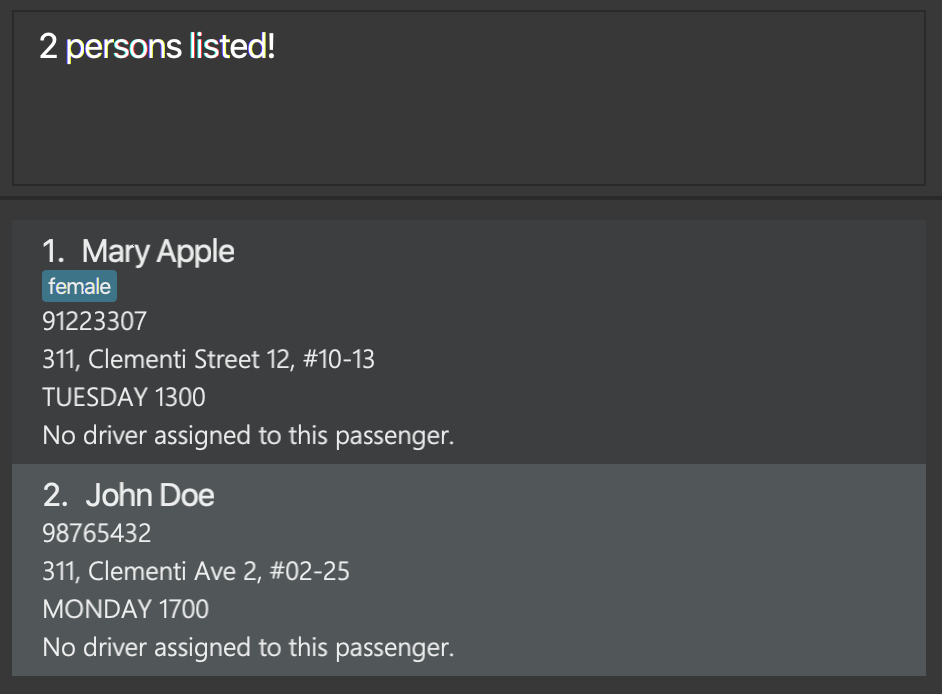 2 persons listed!
1. Mary Apple
female
91223307
311, Clementi Street 12, #10-13
TUESDAY 1300
No driver assigned to this passenger.
2. John Doe
98765432
311, Clementi Ave 2, #02-25
MONDAY 1700
No driver assigned to this passenger.